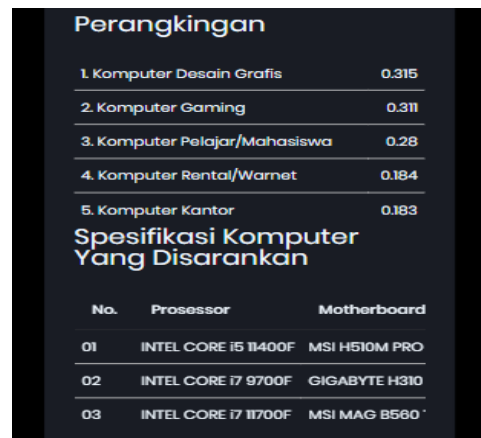 Perangkingan
1. Komputer Desain Grafis 0.315
2. Komputer Gaming 0.311
3. Komputer Pelajar/Mahasiswa 0.28
4. Komputer Rental/Warnet 0.184
5. Komputer Kantor 0.183
Spesifikasi Komputer
Yang Disarankan
No. Prosessor Motherboard
01 INTEL CORE i5 11400F MSI H510M PRO
02 INTEL CORE i7 9700F GIGABYTE H310
03 INTEL CORE i7 11700F MSI MAG B560